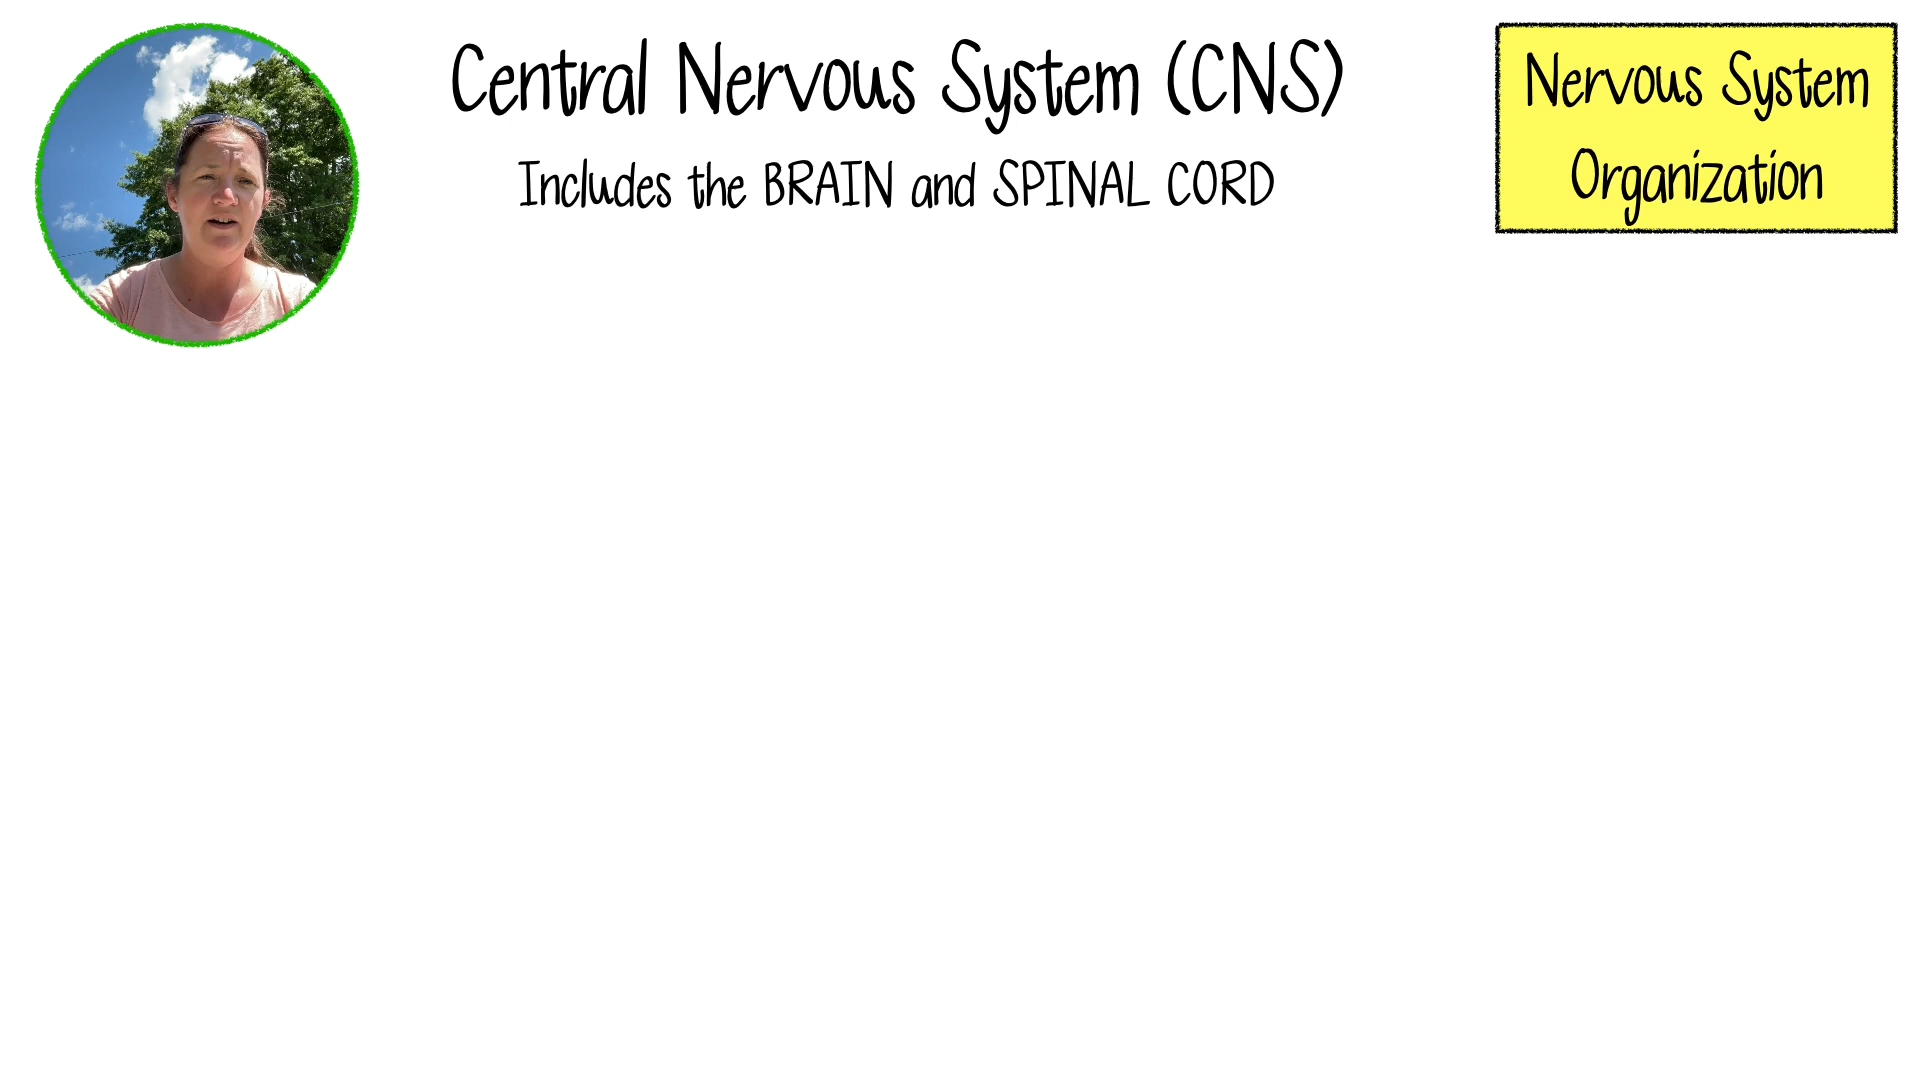 Central Nervous System (CNS)
Includes the BRAIN and SPINAL CORD
Nervous System
Organization